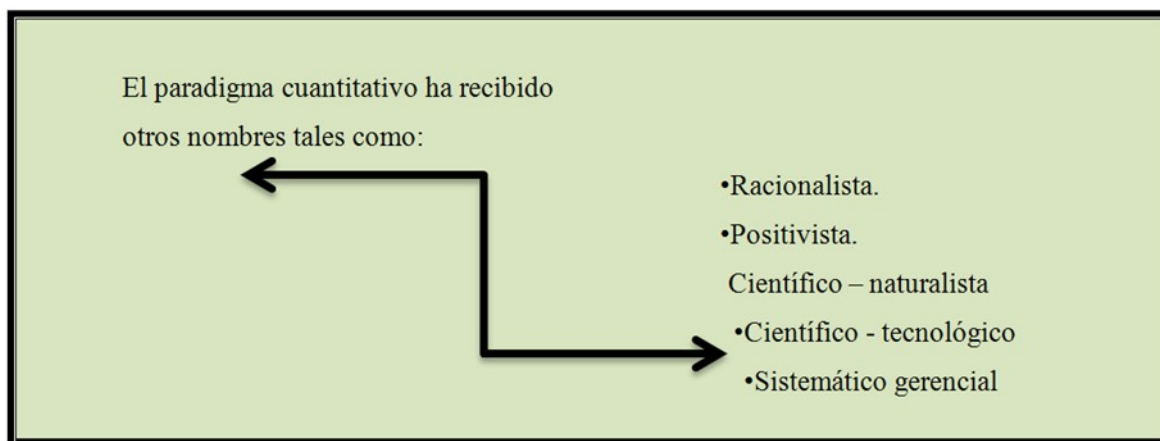 El paradigma cuantitativo ha recibido
otros nombres tales como:
•Racionalista.
•Positivista.
Científico – naturalista
•Científico - tecnológico
•Sistemático gerencial